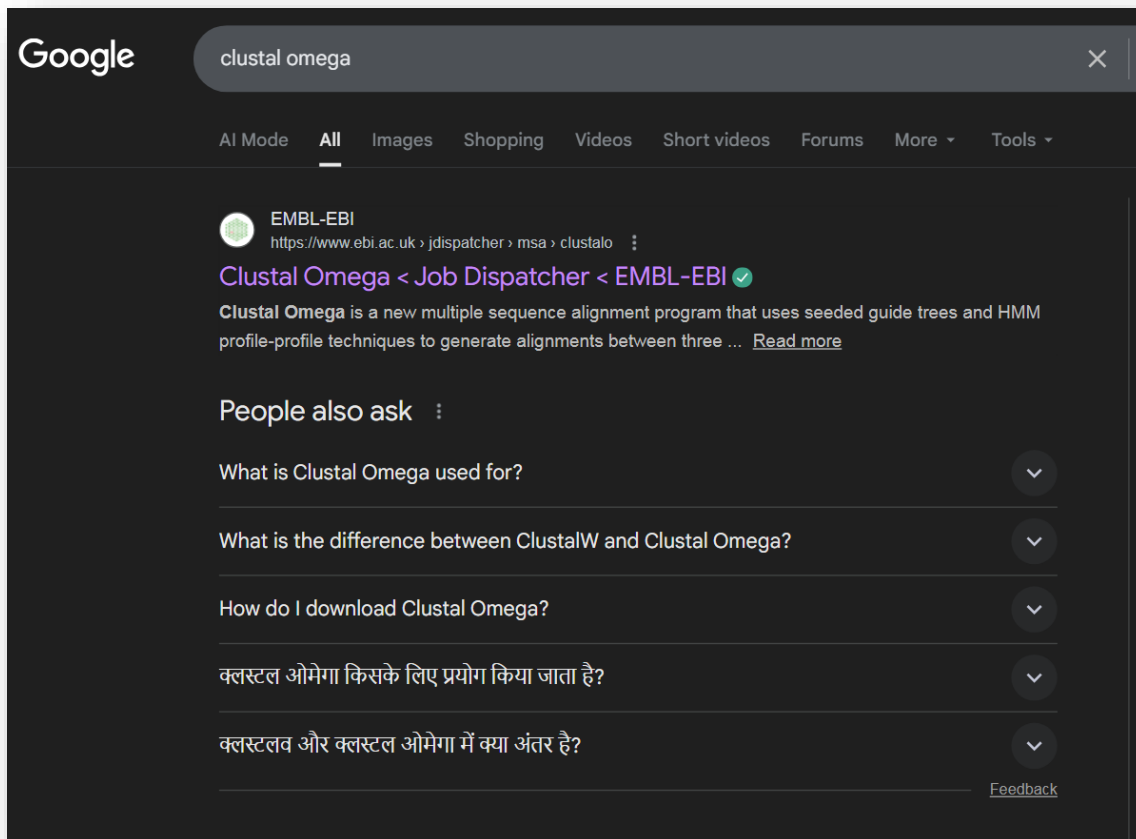 Google
clustal omega
AI Mode All Images Shopping Videos Short videos Forums More Tools
EMBL-EBI
https://www.ebi.ac.uk › jdispatcher › msa › clustalo
Clustal Omega < Job Dispatcher < EMBL-EBI
Clustal Omega is a new multiple sequence alignment program that uses seeded guide trees and HMM
profile-profile techniques to generate alignments between three ... Read more
People also ask
What is Clustal Omega used for?
What is the difference between ClustalW and Clustal Omega?
How do I download Clustal Omega?
क्लस्टल ओमेगा किसके लिए प्रयोग किया जाता है?
क्लस्टलव और क्लस्टल ओमेगा में क्या अंतर है?
Feedback